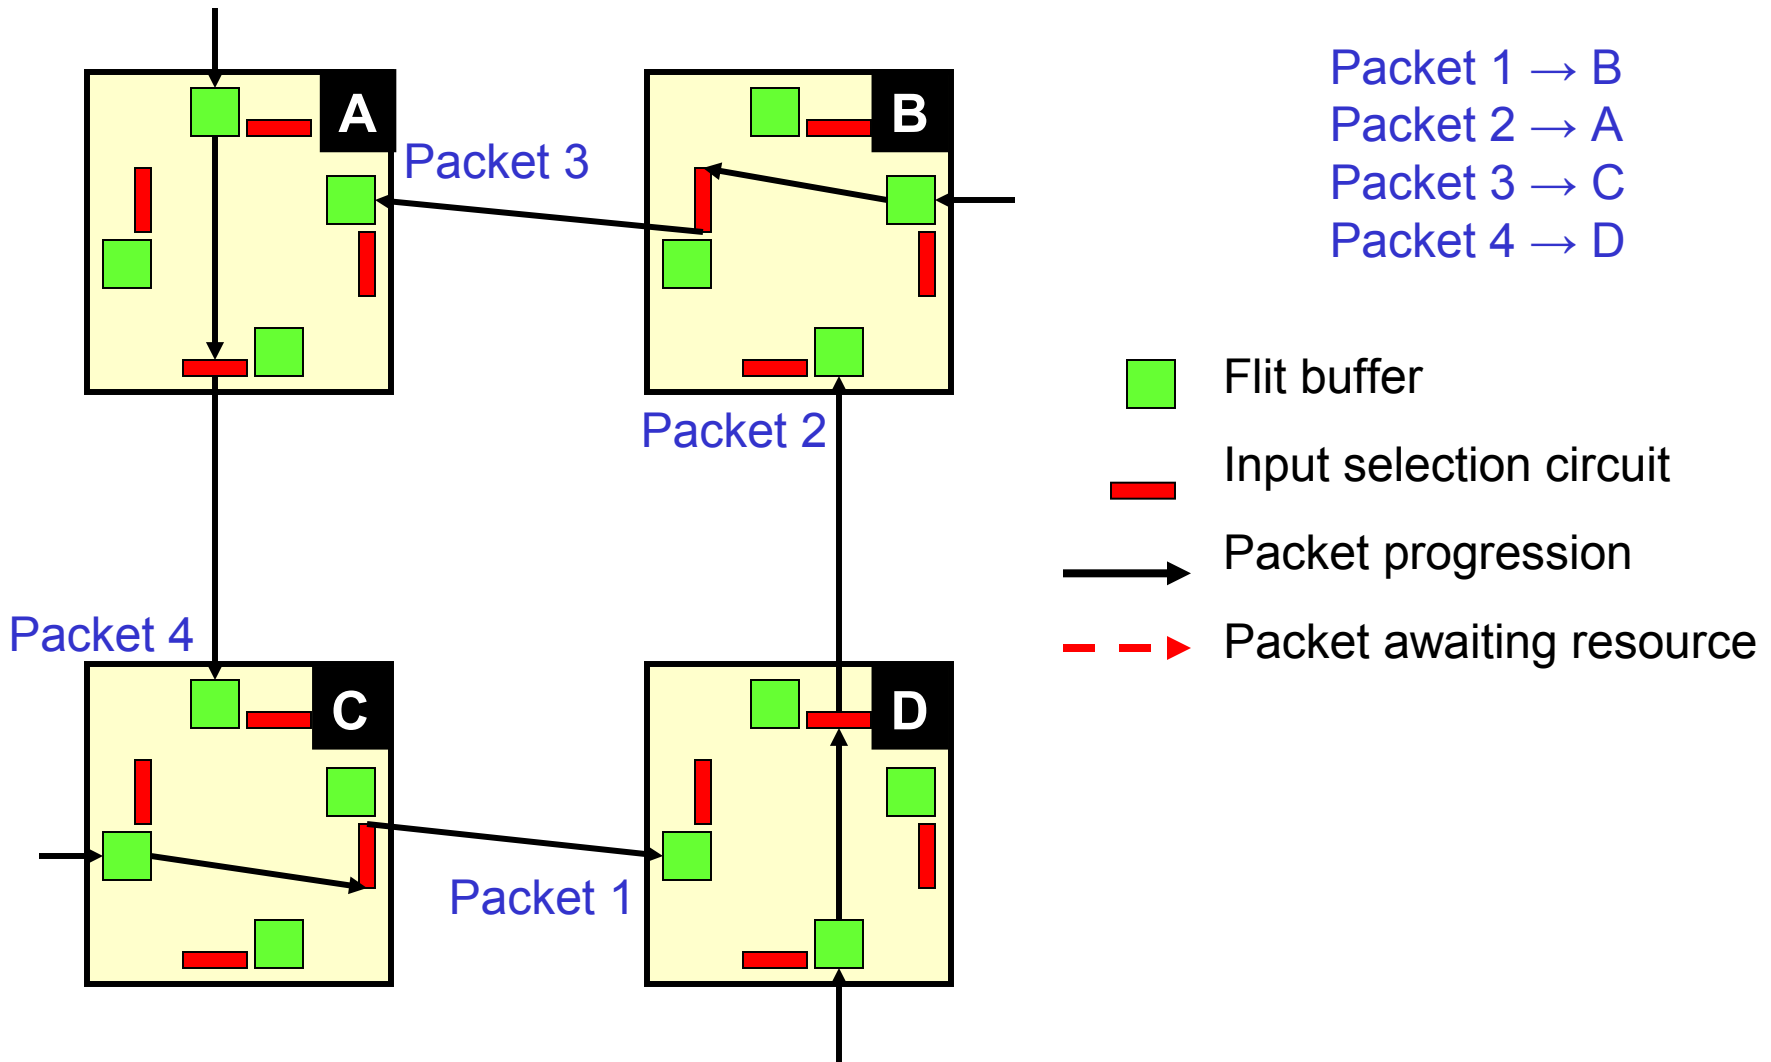 A
B
Packet 1 → B
Packet 2 → A
Packet 3 → C
Packet 4 → D
Packet 3
Flit buffer
Packet 2
Input selection circuit
Packet progression
Packet 4
Packet awaiting resource
C
D
Packet 1